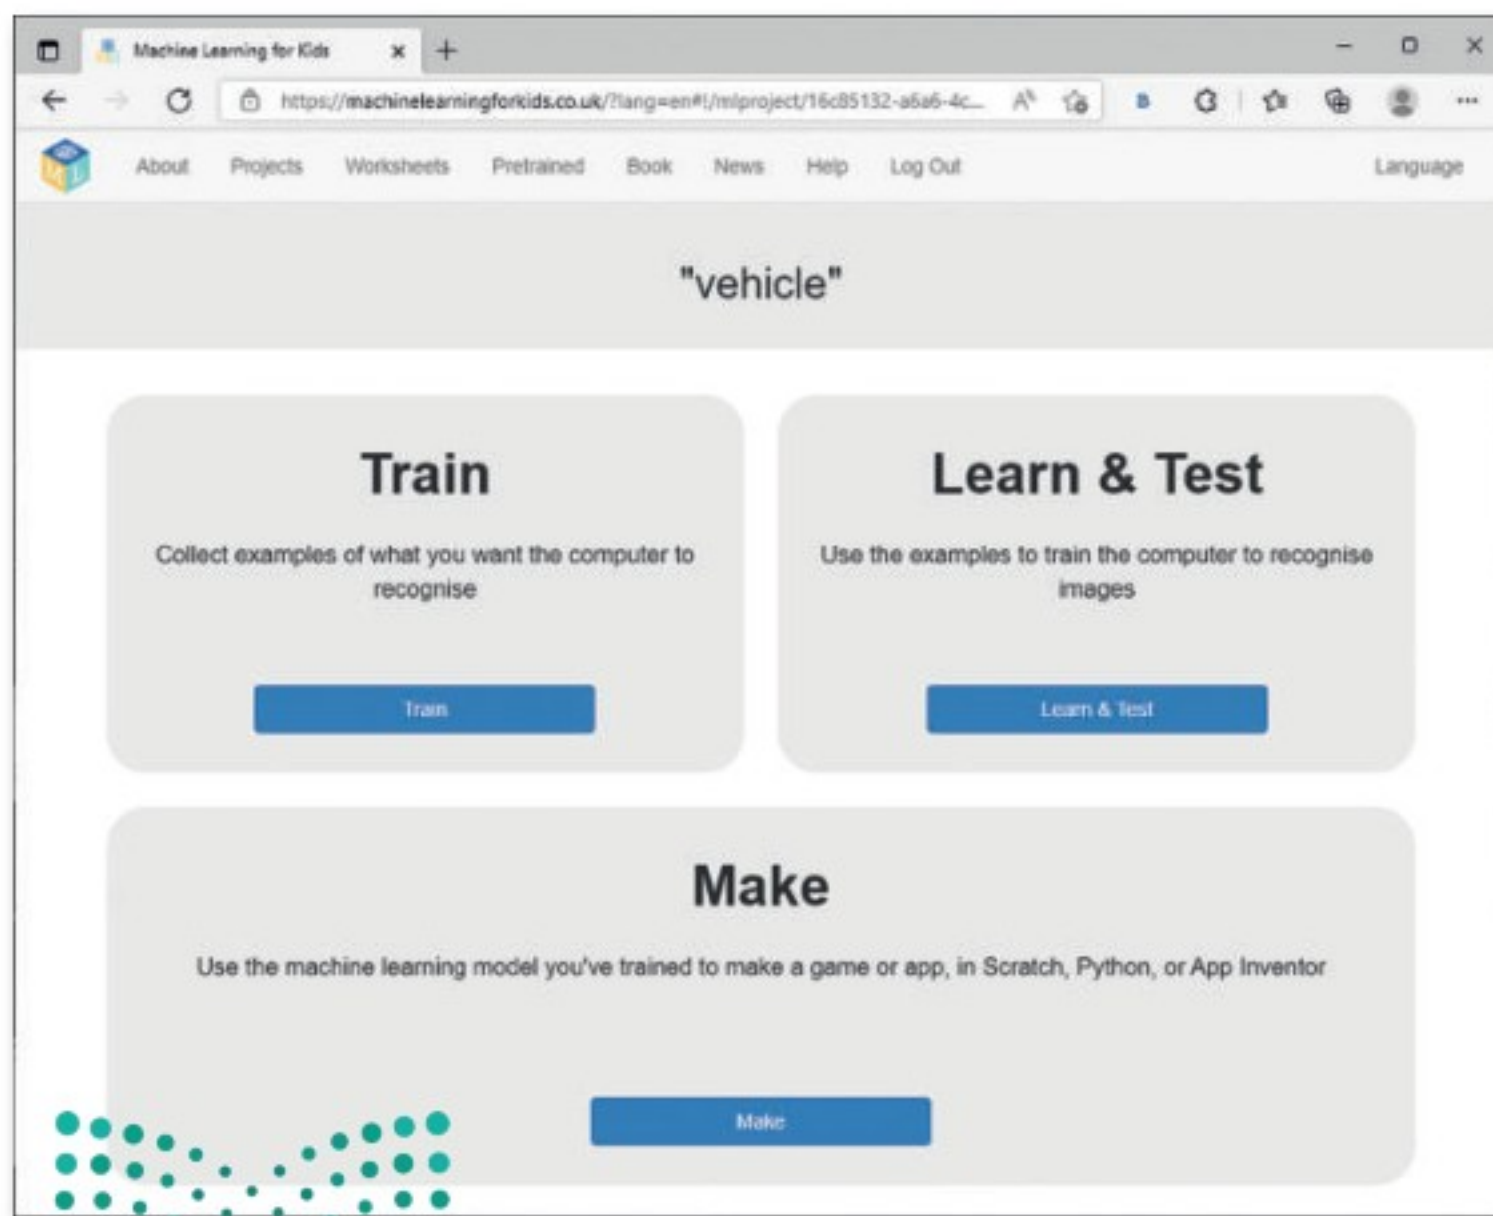 Machine Learning for Kids
https://machinelearningforkids.co.uk/?lang=en#!/mlproject/16c85132-a6a6-4c...
About Projects Worksheets Pretrained Book News Help Log Out Language
"vehicle"
Train
Collect examples of what you want the computer to
recognise
Train
Learn & Test
Use the examples to train the computer to recognise
images
Learn & Test
Make
Use the machine learning model you've trained to make a game or app, in Scratch, Python, or App Inventor
Make